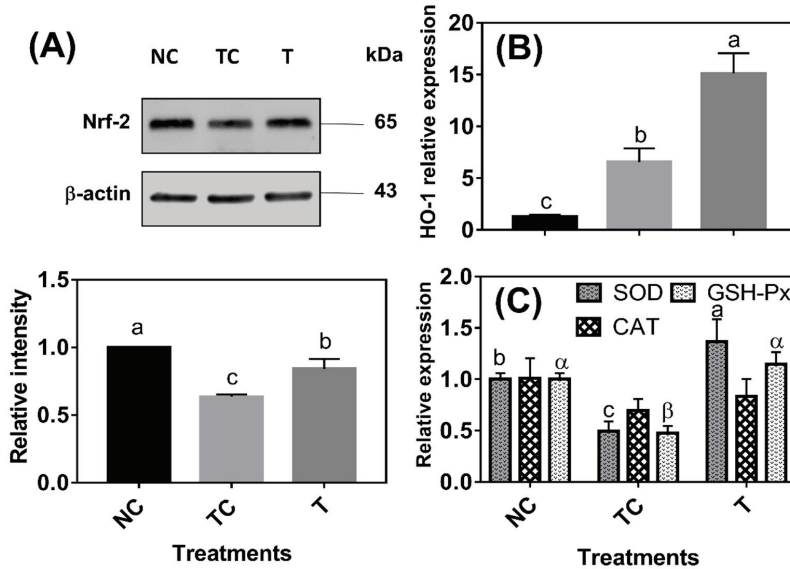 (A)
NC TC T kDa
Nrf-2 65
β-actin 43
Relative intensity
1.5
1.0
0.5
0.0
a
c
b
NC TC T
Treatments
(B)
HO-1 relative expression
20
15
10
5
0
c
b
a
(C)
SOD GSH-Px
CAT
Relative expression
2.0
1.5
1.0
0.5
0.0
b α
c β
a α
NC TC T
Treatments